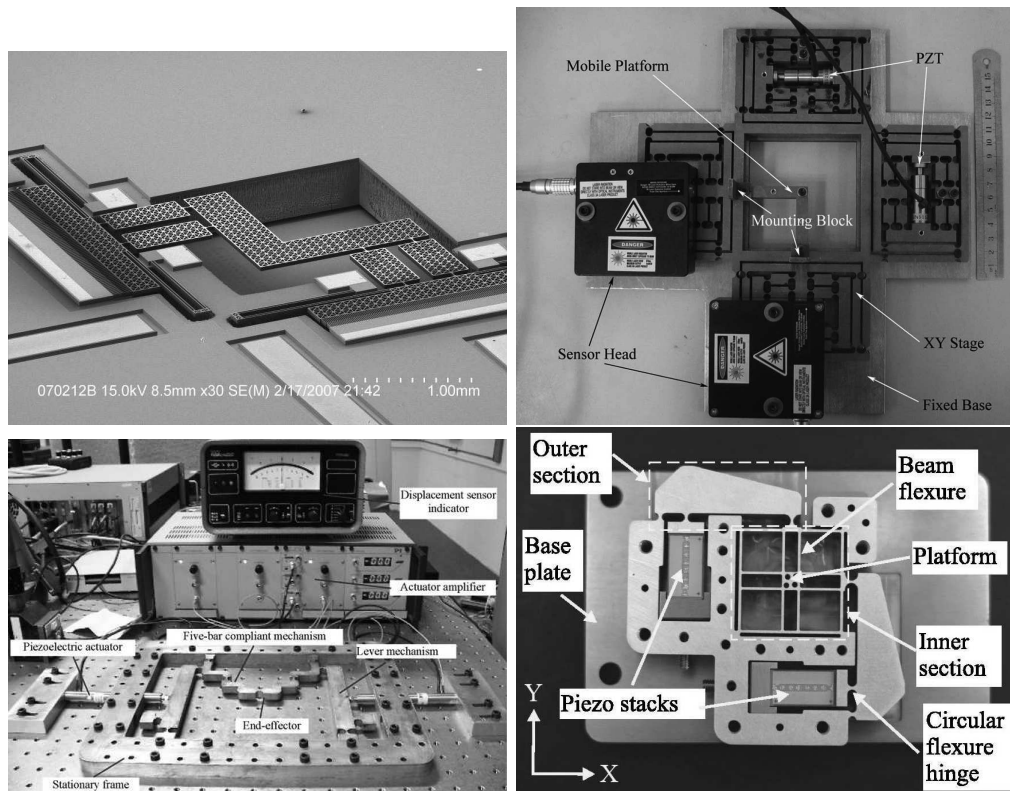 070212B 15.0kV 8.5mm x30 SE(M) 2/17/2007 21:42
1.00mm
Mobile Platform
PZT
Mounting Block
DANGER
DANGER
Sensor Head
XY Stage
Fixed Base
Displacement sensor
indicator
Actuator amplifier
Five-bar compliant mechanism
Piezoelectric actuator
Lever mechanism
End-effector
Stationary frame
Outer
section
Beam
flexure
Base
plate
Platform
Inner
section
Piezo stacks
Y
X
Circular
flexure
hinge